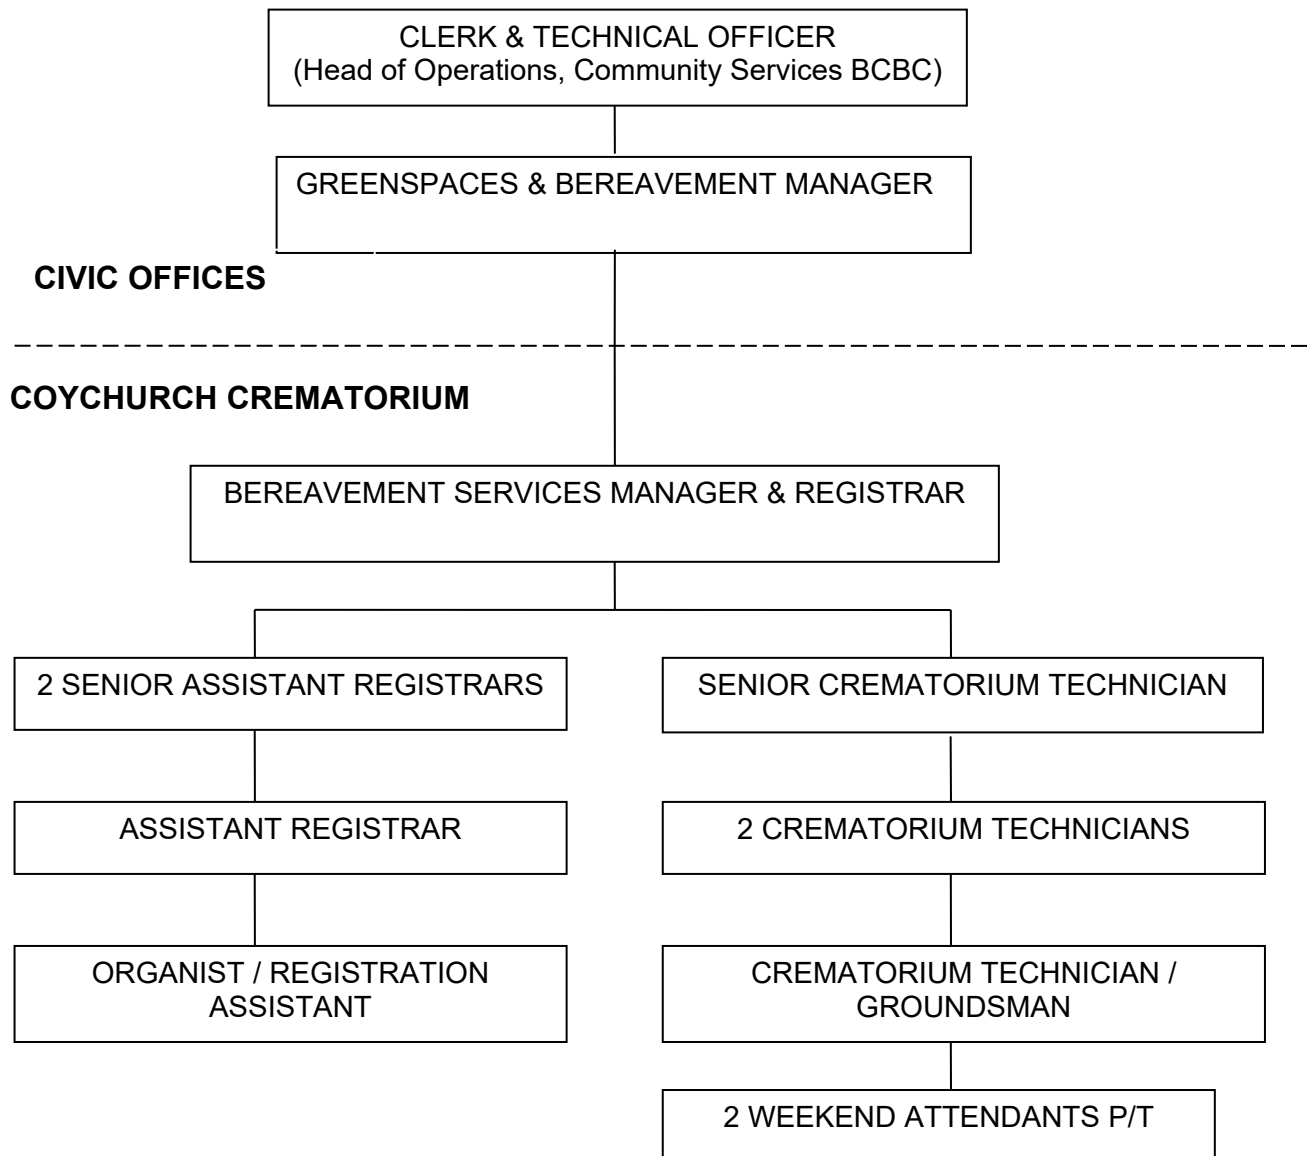 CLERK & TECHNICAL OFFICER
(Head of Operations, Community Services BCBC)
GREENSPACES & BEREAVEMENT MANAGER
CIVIC OFFICES
COYCHURCH CREMATORIUM
BEREAVEMENT SERVICES MANAGER & REGISTRAR
2 SENIOR ASSISTANT REGISTRARS
SENIOR CREMATORIUM TECHNICIAN
ASSISTANT REGISTRAR
2 CREMATORIUM TECHNICIANS
ORGANIST / REGISTRATION
ASSISTANT
CREMATORIUM TECHNICIAN /
GROUNDSMAN
2 WEEKEND ATTENDANTS P/T